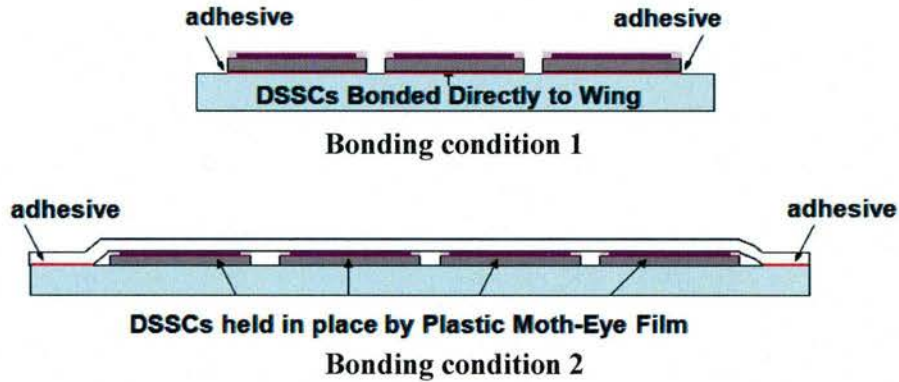 adhesive
adhesive
DSSCs Bonded Directly to Wing
Bonding condition 1
adhesive
adhesive
DSSCs held in place by Plastic Moth-Eye Film
Bonding condition 2